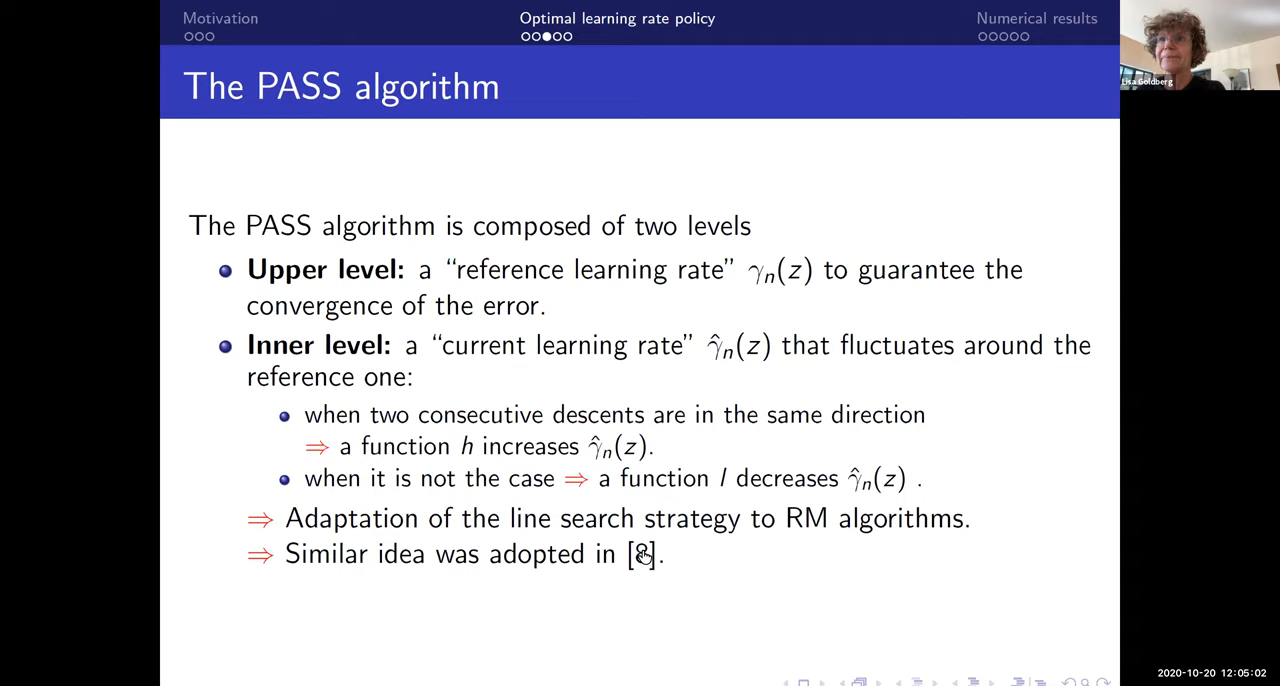 Motivation
Optimal learning rate policy
Numerical results
Lisa Goldberg
The PASS algorithm
The PASS algorithm is composed of two levels
Upper level: a “reference learning rate” γn(z) to guarantee the
convergence of the error.
Inner level: a “current learning rate” γ̂n(z) that fluctuates around the
reference one:
when two consecutive descents are in the same direction
⇒ a function h increases γ̂n(z).
when it is not the case ⇒ a function l decreases γ̂n(z) .
⇒ Adaptation of the line search strategy to RM algorithms.
⇒ Similar idea was adopted in [8].
2020-10-20 12:05:02